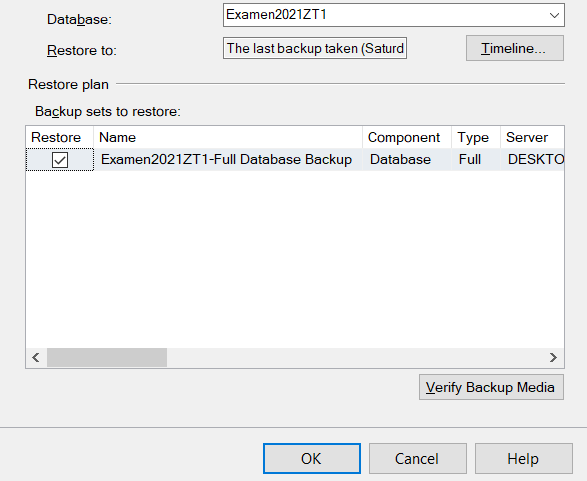 Database:
Examen2021ZT1
Restore to:
The last backup taken (Saturd
Timeline...
Restore plan
Backup sets to restore:
Restore Name Component Type Server
Examen2021ZT1-Full Database Backup Database Full DESKTO
Verify Backup Media
OK Cancel Help